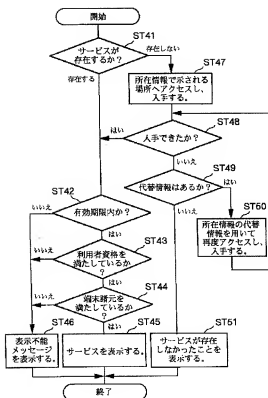 開始
ST41
サービスが
存在するか?
存在しない
ST47
存在する
所在情報で示される
場所へアクセスし、
入手する。
ST48
はい
入手できたか?
いいえ
ST49
ST42
代替情報はあるか?
はい
いいえ
有効期限内か?
ST60
はい
いいえ
所在情報の代替
情報を用いて
再度アクセスし、
入手する。
ST43
いいえ
利用者資格を
満たしているか
?
はい
ST44
いいえ
端末諸元を
満たしているか
?
はい
ST46
ST45
ST51
表示不能
メッセージ
を表示する。
サービスを表示する。
サービスが存在
しなかったことを
表示する。
終了